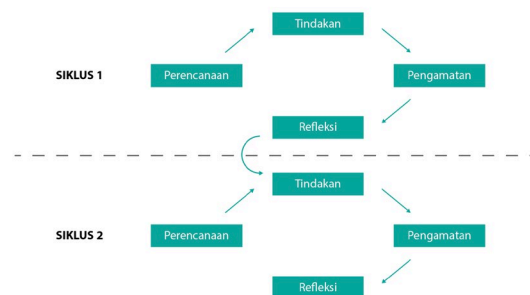 Tindakan
SIKLUS 1
Perencanaan
Pengamatan
Refleksi
Tindakan
SIKLUS 2
Perencanaan
Pengamatan
Refleksi